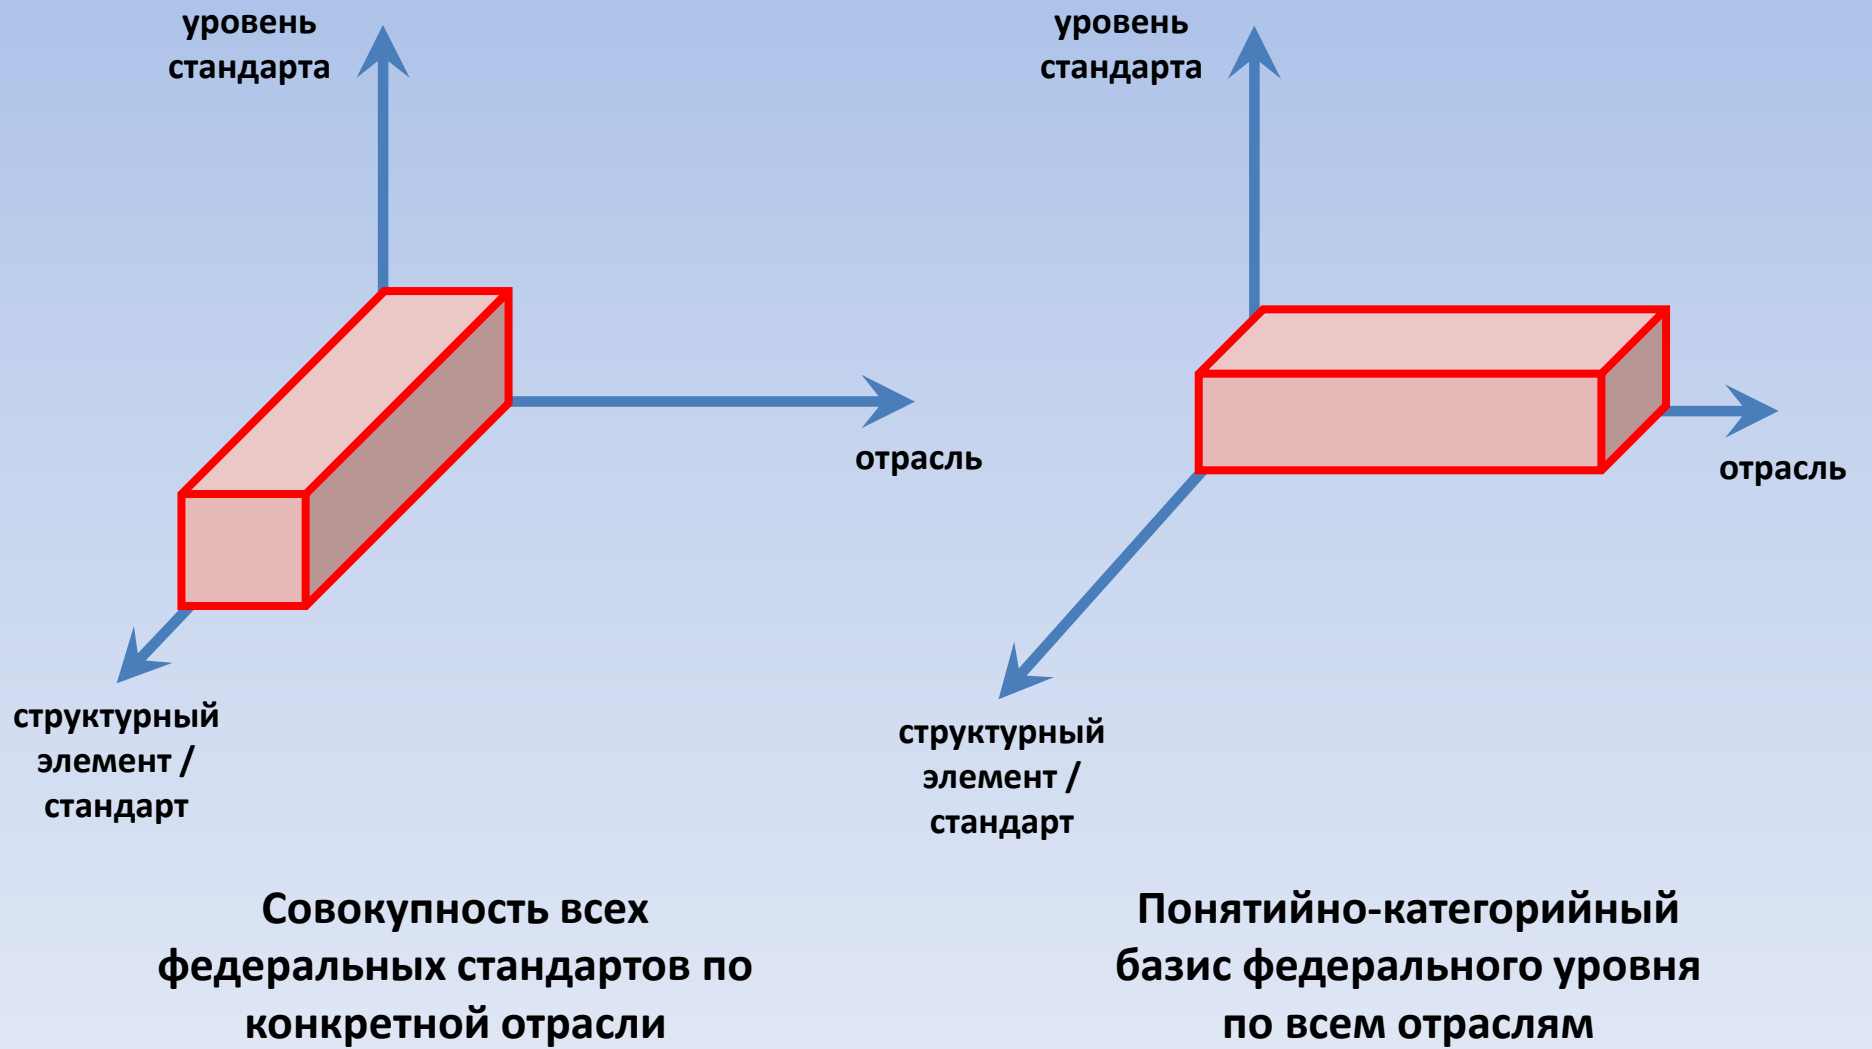 уровень
стандарта
отрасль
структурный
элемент /
стандарт
Совокупность всех
федеральных стандартов по
конкретной отрасли
уровень
стандарта
отрасль
структурный
элемент /
стандарт
Понятийно-категорийный
базис федерального уровня
по всем отраслям